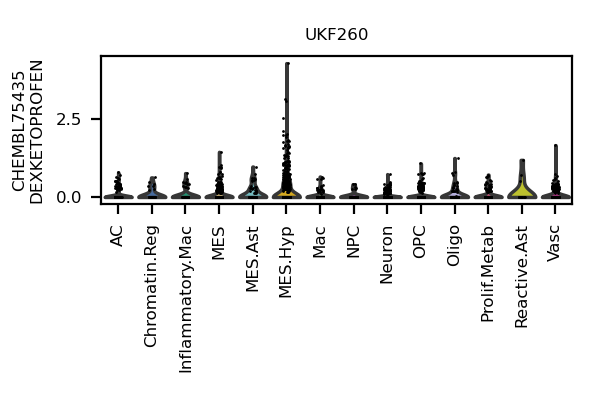 UKF260
CHEMBL75435
DEXKETOPROFEN
2.5
0.0
AC
Chromatin.Reg
Inflammatory.Mac
MES
MES.Ast
MES.Hyp
Mac
NPC
Neuron
OPC
Oligo
Prolif.Metab
Reactive.Ast
Vasc